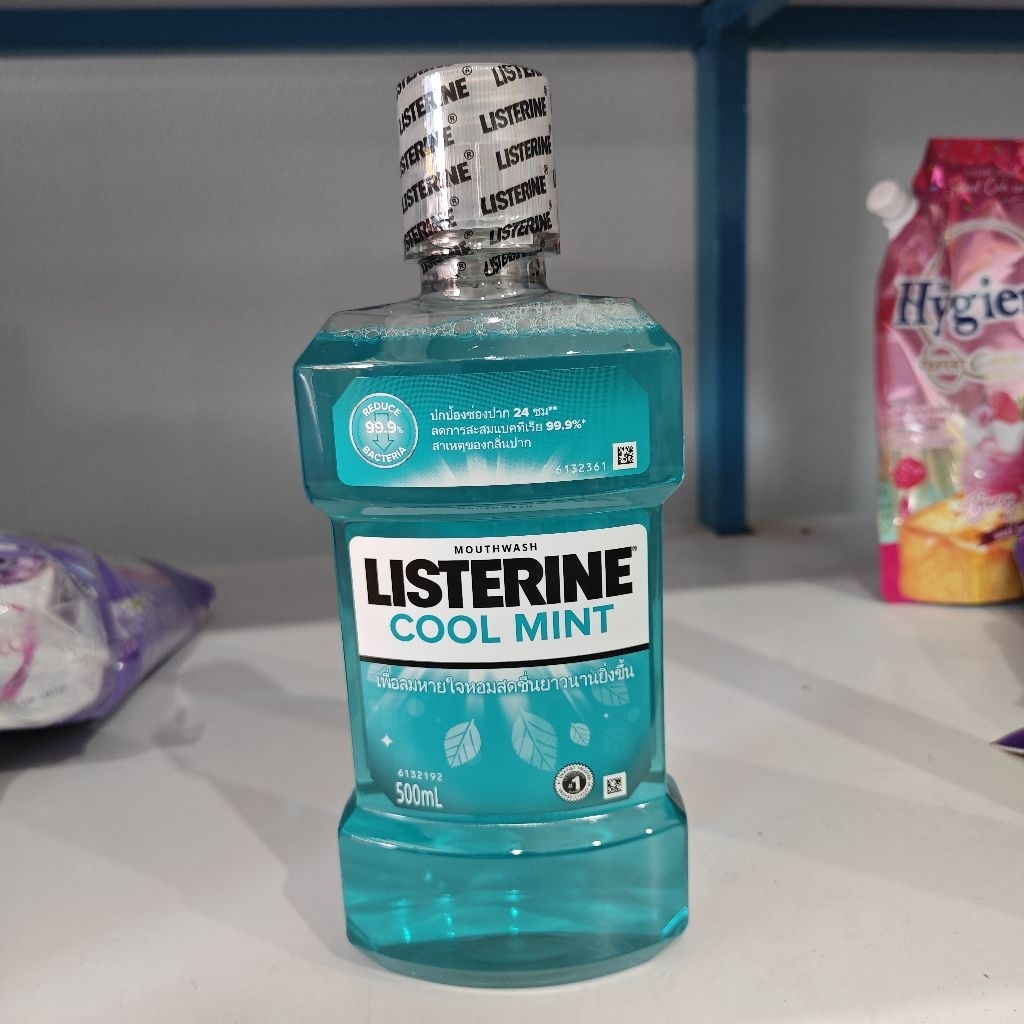 LISTERINE
LISTERINE®
LISTERINE
LISTERINE®
LISTERINE
LISTERINE
REDUCE
99.9%
BACTERIA
ปกป้องช่องปาก 24 ชม**
ลดการสะสมแบคทีเรีย 99.9%*
สาเหตุของกลิ่นปาก
6132361
MOUTHWASH
LISTERINE®
COOL MINT
เพื่อลมหายใจหอมสดชื่นยาวนานยิ่งขึ้น
6132192
500mL
#1
Hygie